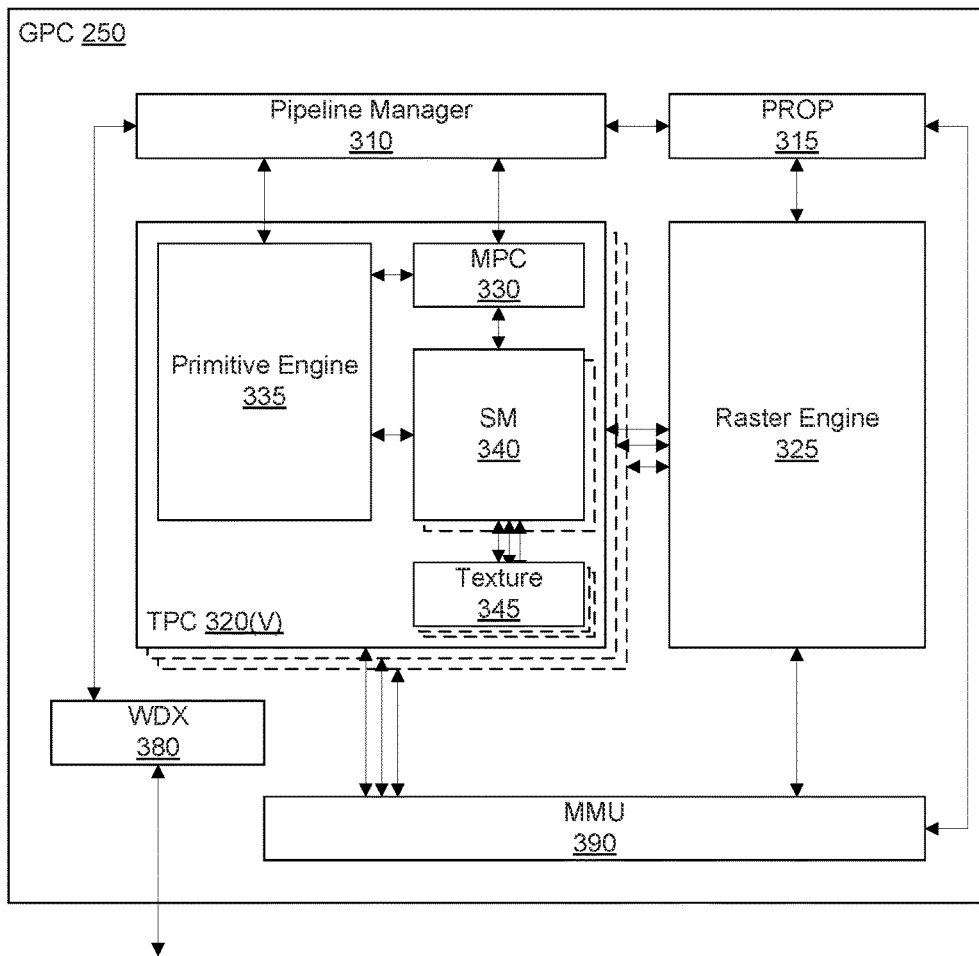 GPC 250
Pipeline Manager
310
PROP
315
MPC
330
Primitive Engine
335
SM
340
Raster Engine
325
Texture
345
TPC 320(V)
WDX
380
MMU
390